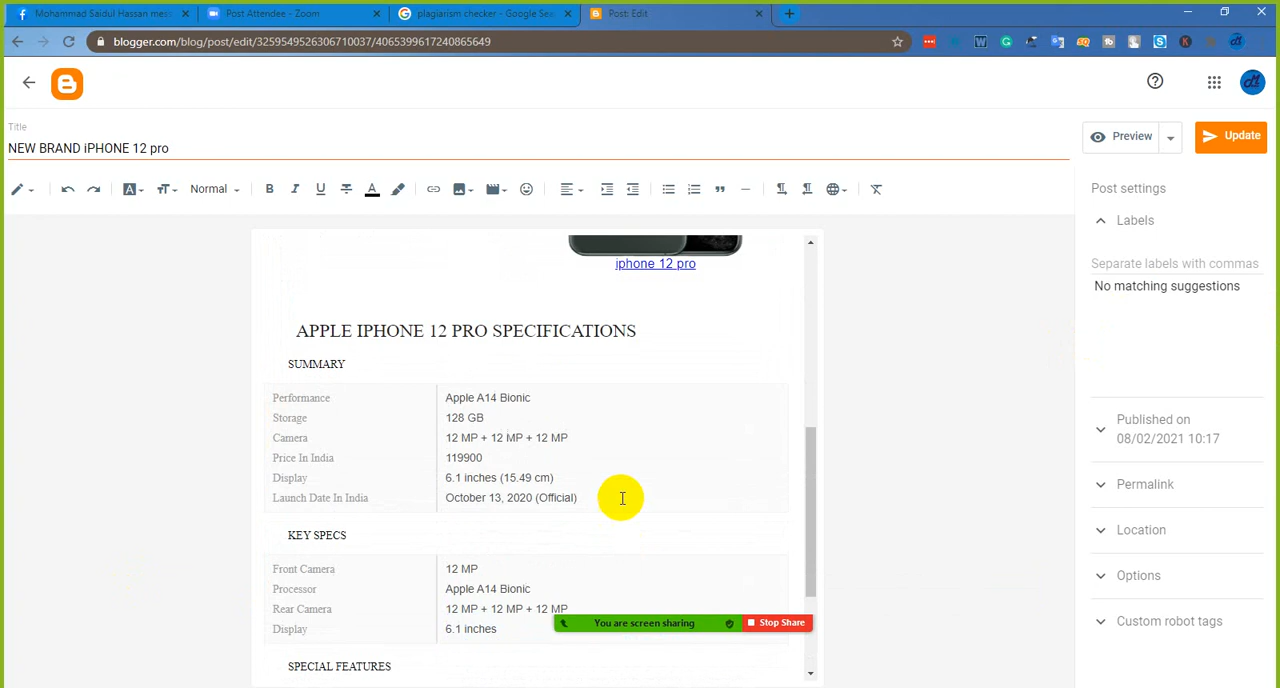 Mohammad Saidul Hassan mess
Post Attendee - Zoom
plagiarism checker - Google Sea
Post: Edit
blogger.com/blog/post/edit/3259549526306710037/4065399617240865649
Title
NEW BRAND iPHONE 12 pro
Preview
Update
Normal
Post settings
Labels
Separate labels with commas
No matching suggestions
Published on
08/02/2021 10:17
Permalink
Location
Options
Custom robot tags
iphone 12 pro
APPLE IPHONE 12 PRO SPECIFICATIONS
SUMMARY
Performance Apple A14 Bionic
Storage 128 GB
Camera 12 MP + 12 MP + 12 MP
Price In India 119900
Display 6.1 inches (15.49 cm)
Launch Date In India October 13, 2020 (Official)
KEY SPECS
Front Camera 12 MP
Processor Apple A14 Bionic
Rear Camera 12 MP + 12 MP + 12 MP
Display 6.1 inches
You are screen sharing Stop Share
SPECIAL FEATURES